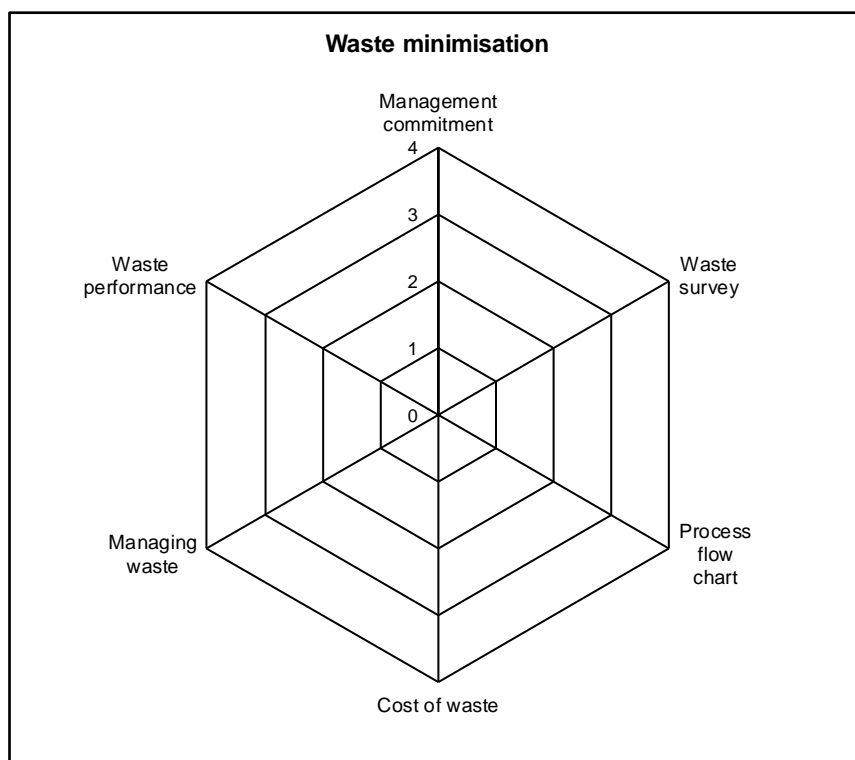 Waste minimisation
Management
commitment
4
3
2
1
0
Waste
performance
Waste
survey
Managing
waste
Process
flow
chart
Cost of waste